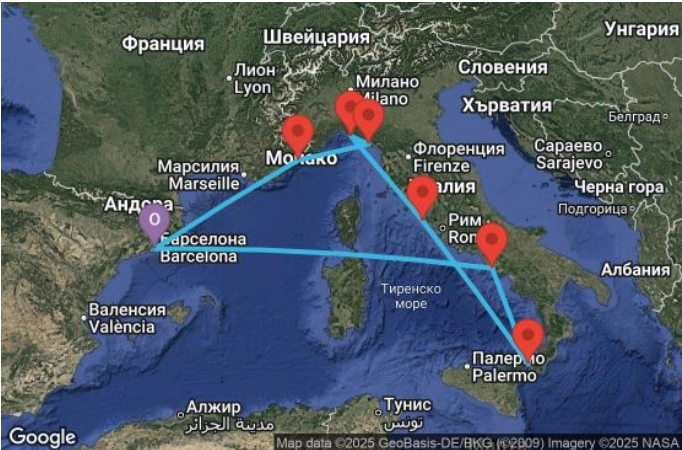 Унгария
Швейцария
Франция
Словения
Лион
Lyon
Милано
Milano
Хърватия
Белград
Монако
Флоренция
Firenze
Сараево
Sarajevo
Марсилия
Marseille
Черна гора
Подгорица
Андора
O
Рим
Барселона
Barcelona
Албания
Тиренско
море
Валенсия
València
Палермо
Palermo
Алжир
مدينة الجزائر
Тунис
تونس
Google
Map data ©2025 GeoBasis-DE/BKG (©2009) Imagery ©2025 NASA